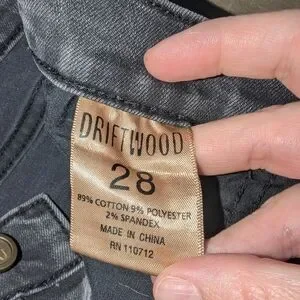 DRIFTWOOD
28
89% COTTON 9% POLYESTER
2% SPANDEX
MADE IN CHINA
RN 110712